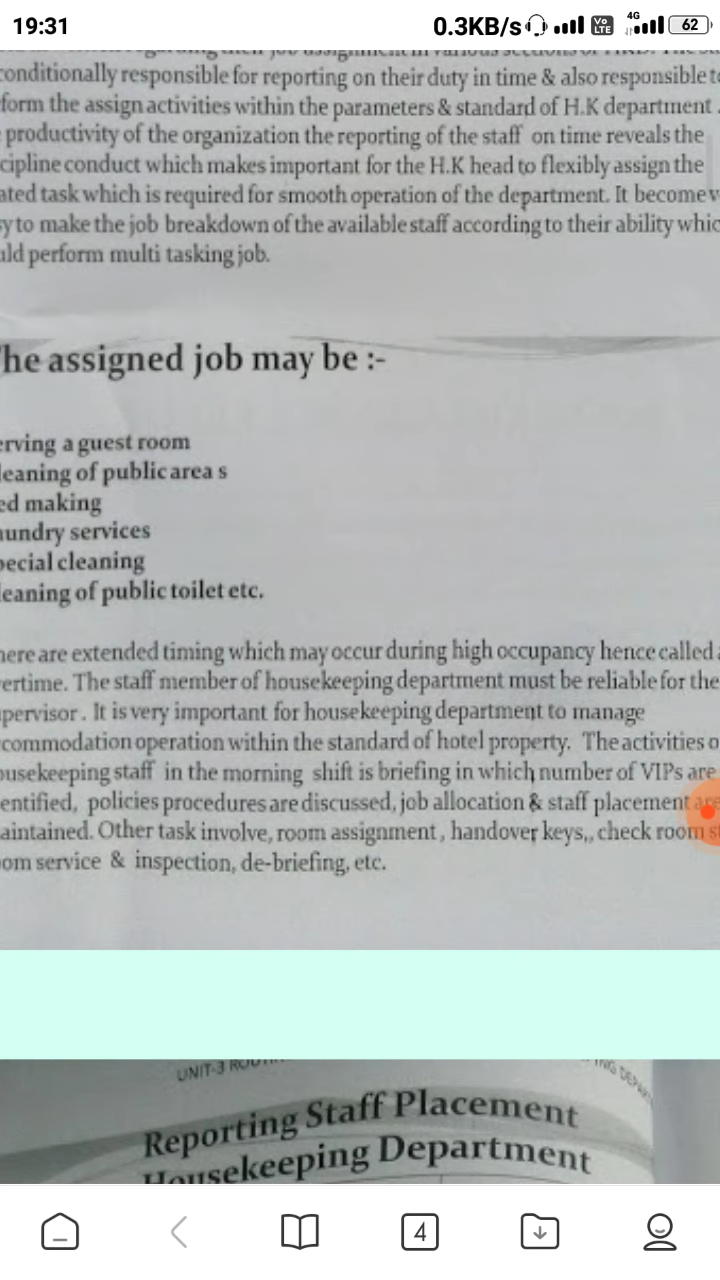 19:31
0.3KB/s
Vo LTE
4G
62
conditionally responsible for reporting on their duty in time & also responsible
form the assign activities within the parameters & standard of H.K department
productivity of the organization the reporting of the staff on time reveals the
cipline conduct which makes important for the H.K head to flexibly assign the
ated task which is required for smooth operation of the department. It become
y to make the job breakdown of the available staff according to their ability whic
uld perform multi tasking job.
he assigned job may be :-
erving a guest room
leaning of public area s
ed making
undry services
pecial cleaning
leaning of public toilet etc.
here are extended timing which may occur during high occupancy hence called
ertime. The staff member of housekeeping department must be reliable for the
pervisor . It is very important for housekeeping department to manage
commodation operation within the standard of hotel property. The activities o
ousekeeping staff in the morning shift is briefing in which number of VIPs are
entified, policies procedures are discussed, job allocation & staff placement are
aintained. Other task involve, room assignment , handover keys,, check room st
om service & inspection, de-briefing, etc.
UNIT-3
Reporting Staff Placement
Housekeeping Department
4